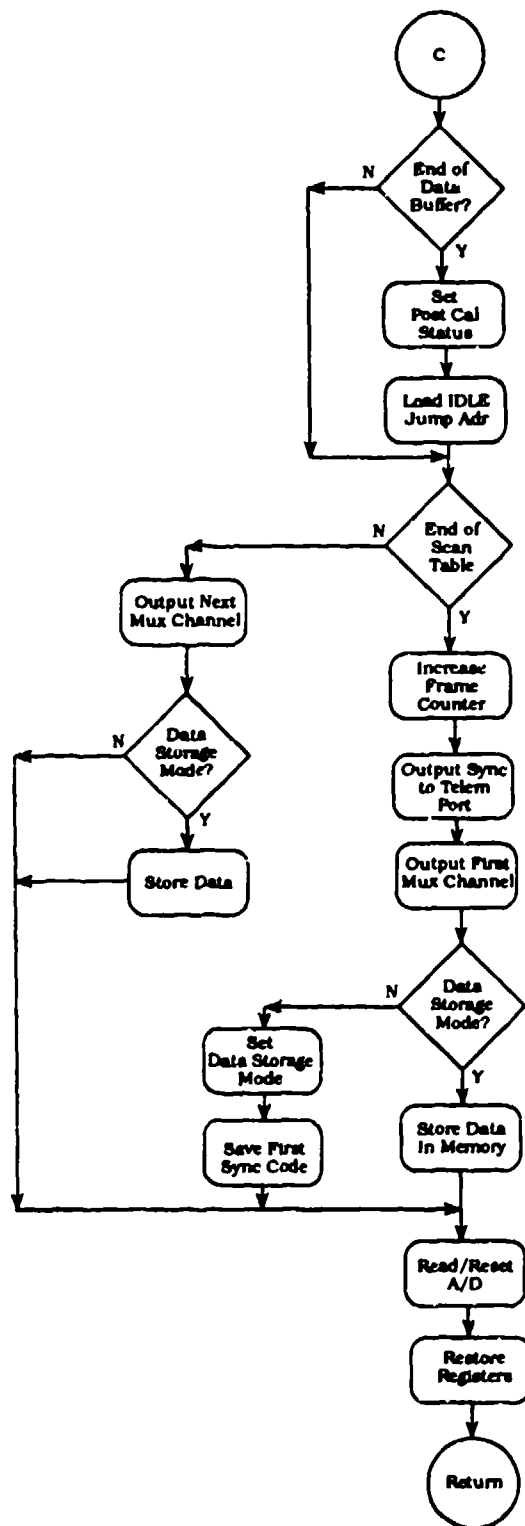 C
N
End of
Data
Buffer?
Y
Set
Post Cal
Status
Load IDLE
Jump Adr
N
End of
Scan
Table
Y
Output Next
Mux Channel
Increase
Frame
Counter
N
Data
Storage
Mode?
Y
Output Sync
to Telem
Port
Store Data
Output First
Mux Channel
N
Data
Storage
Mode?
Y
Set
Data Storage
Mode
Store Data
in Memory
Save First
Sync Code
Read/Reset
A/D
Restore
Registers
Return